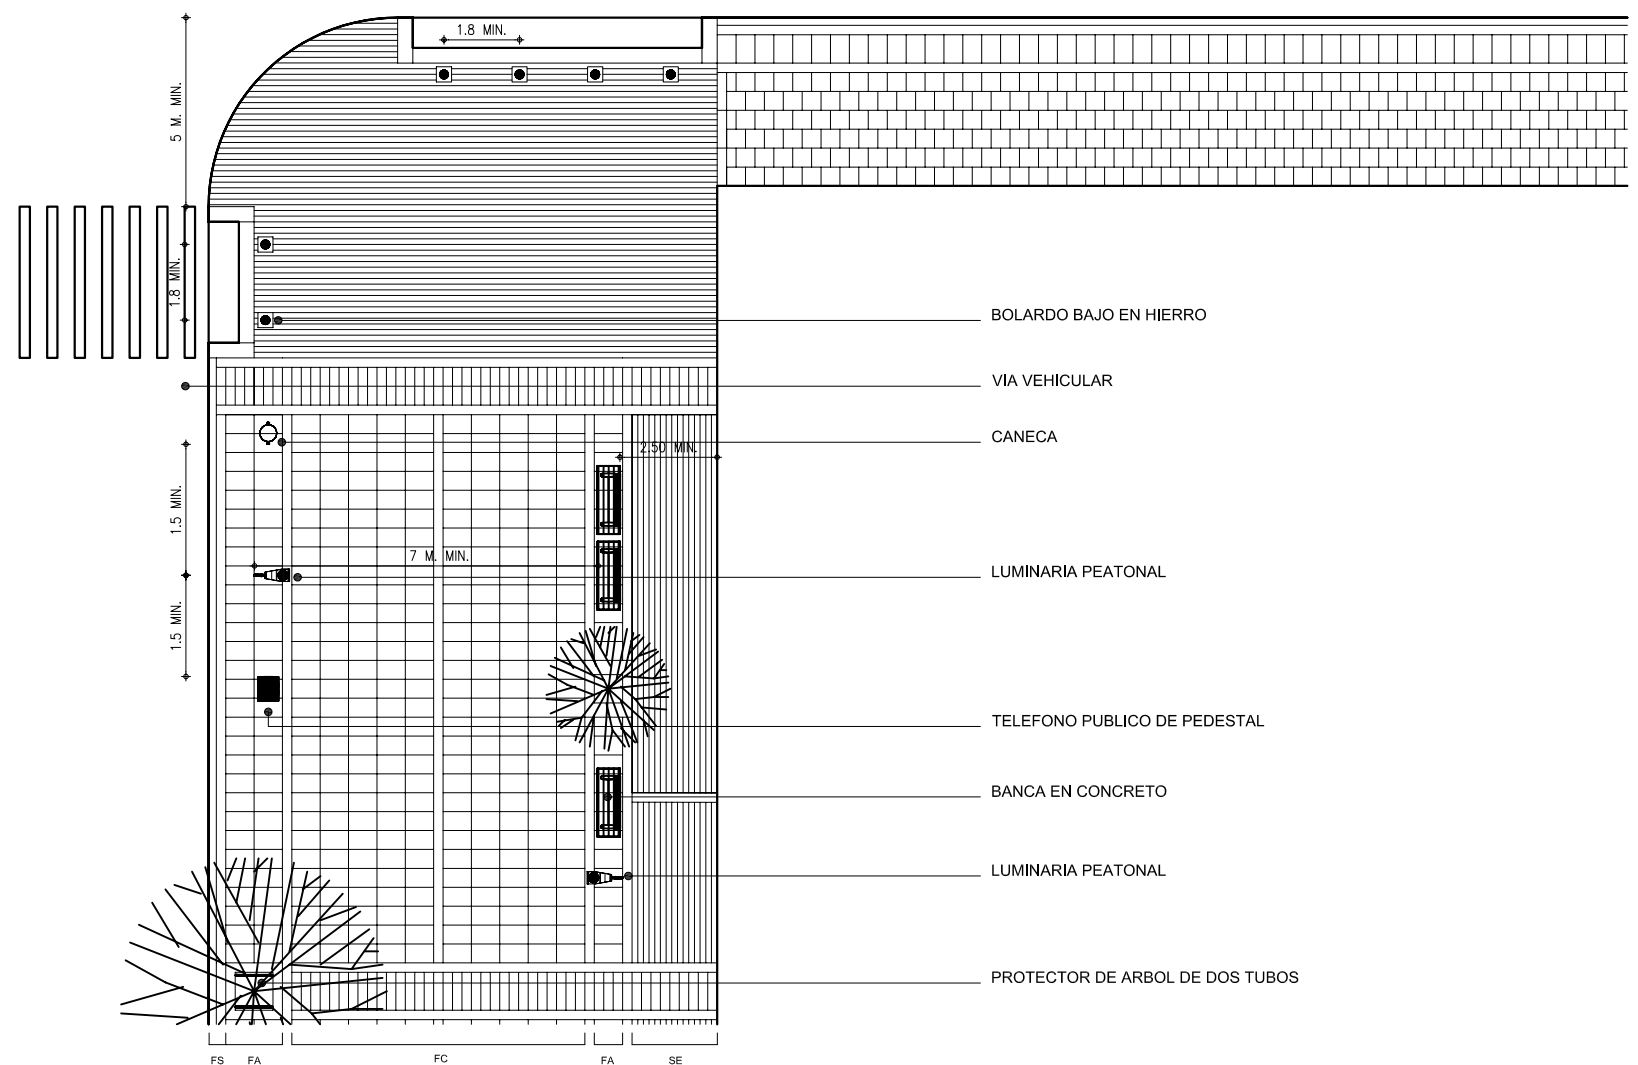 1.8 MIN.
5 M. MIN.
1.8 MIN.
BOLARDO BAJO EN HIERRO
VIA VEHICULAR
CANECA
2.50 MIN.
1.5 MIN.
7 M. MIN.
LUMINARIA PEATONAL
1.5 MIN.
TELEFONO PUBLICO DE PEDESTAL
BANCA EN CONCRETO
LUMINARIA PEATONAL
PROTECTOR DE ARBOL DE DOS TUBOS
FS FA FC FA SE